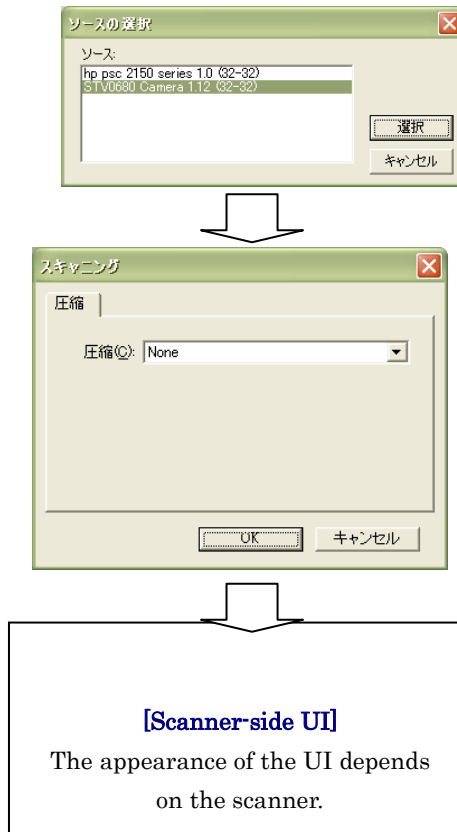 ソースの選択
ソース:
hp psc 2150 series 1.0 (32-32)
STV0680 Camera 1.12 (32-32)
選択
キャンセル
スキャニング
圧縮
圧縮(C): None
OK
キャンセル
[Scanner-side UI]
The appearance of the UI depends
on the scanner.